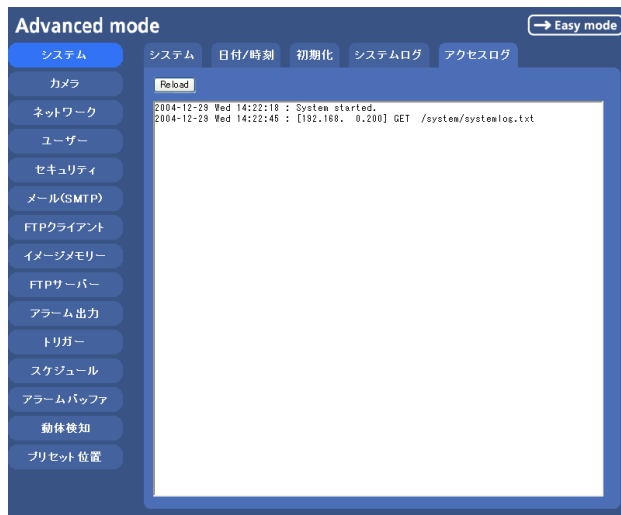 Advanced mode
→ Easy mode
システム
カメラ
ネットワーク
ユーザー
セキュリティ
メール(SMTP)
FTPクライアント
イメージメモリー
FTPサーバー
アラーム出力
トリガー
スケジュール
アラームバッファ
動体検知
プリセット位置
システム 日付/時刻 初期化 システムログ アクセスログ
Reload
2004-12-29 Wed 14:22:18 : System started.
2004-12-29 Wed 14:22:45 : [192.168.  0.200] GET  /system/systemlog.txt